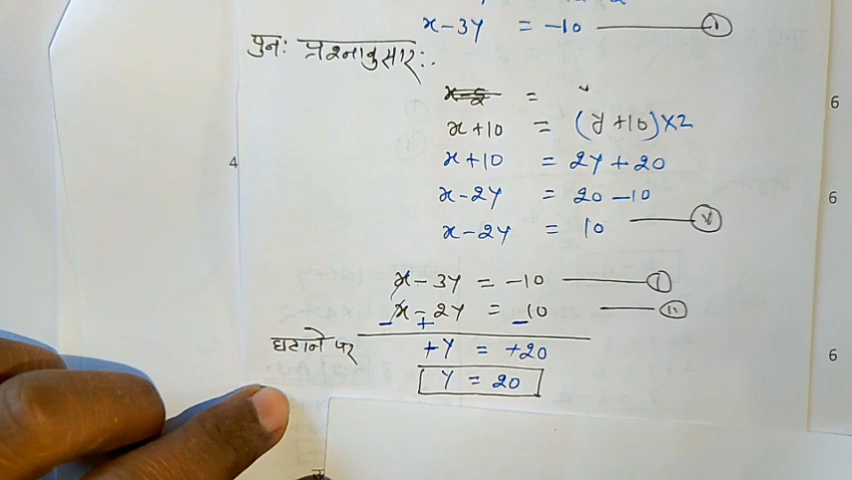 x-3y = -10 ——— (i)
पुनः प्रश्नानुसार:.
=
x+10 = (y+10)×2
x+10 = 2y+20
x-2y = 20-10
x-2y = 10 ———
x-3y = -10 ——— (i)
x-2y = 10 ——— (ii)
- + -
घटाने पर +y = +20
y = 20
4
6
6
6